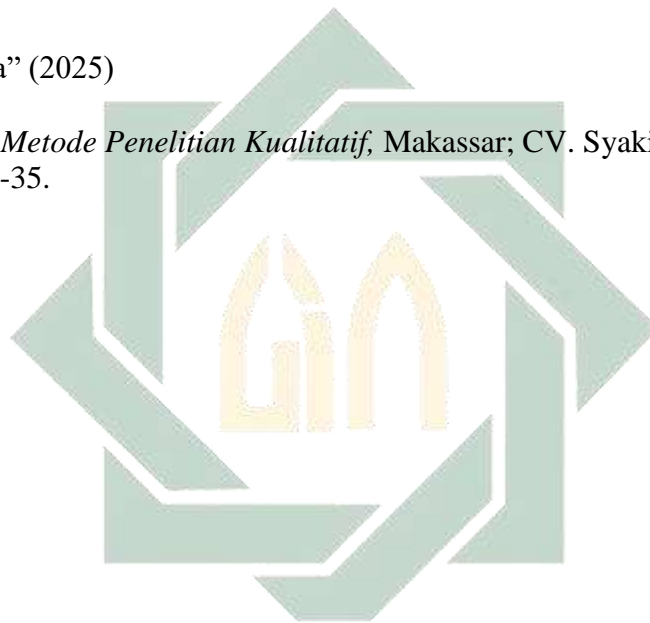 a” (2025)
Metode Penelitian Kualitatif, Makassar; CV. Syaki
-35.